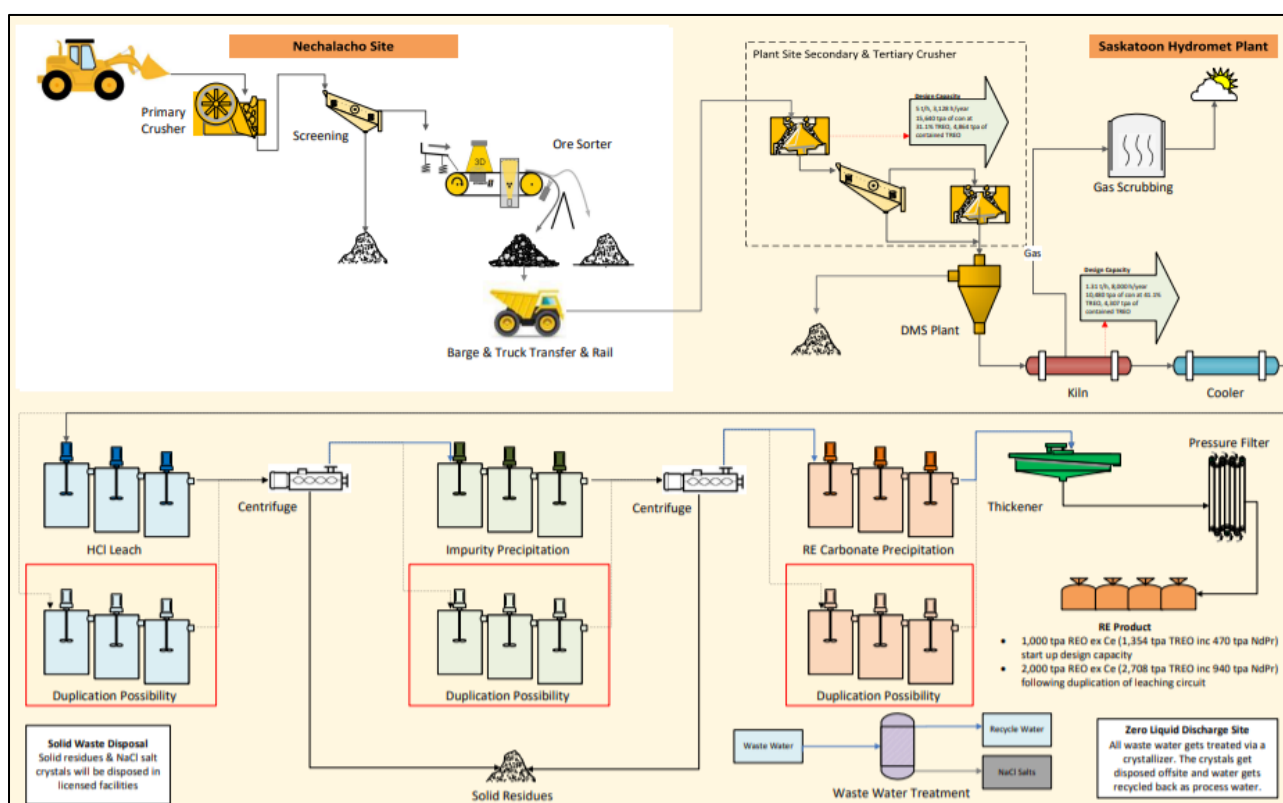 Nechalacho Site
Primary
Crusher
Screening
Ore Sorter
3D
Barge & Truck Transfer & Rail
Plant Site Secondary & Tertiary Crusher
Design Capacity
5 t/h, 3,128 h/year
15,640 tpa of con at
31.1% TREO, 4,864 tpa of
contained TREO
Saskatoon Hydromet Plant
Gas Scrubbing
Gas
DMS Plant
Design Capacity
1.31 t/h, 8,000 h/year
10,480 tpa of con at 41.1%
TREO, 4,307 tpa of
contained TREO
Kiln
Cooler
HCl Leach
Centrifuge
Impurity Precipitation
Centrifuge
RE Carbonate Precipitation
Thickener
Pressure Filter
Duplication Possibility
Duplication Possibility
Duplication Possibility
RE Product
• 1,000 tpa REO ex Ce (1,354 tpa TREO inc 470 tpa NdPr)
start up design capacity
• 2,000 tpa REO ex Ce (2,708 tpa TREO inc 940 tpa NdPr)
following duplication of leaching circuit
Solid Waste Disposal
Solid residues & NaCl salt
crystals will be disposed in
licensed facilities
Solid Residues
Waste Water
Recycle Water
NaCl Salts
Waste Water Treatment
Zero Liquid Discharge Site
All waste water gets treated via a
crystallizer. The crystals get
disposed offsite and water gets
recycled back as process water.